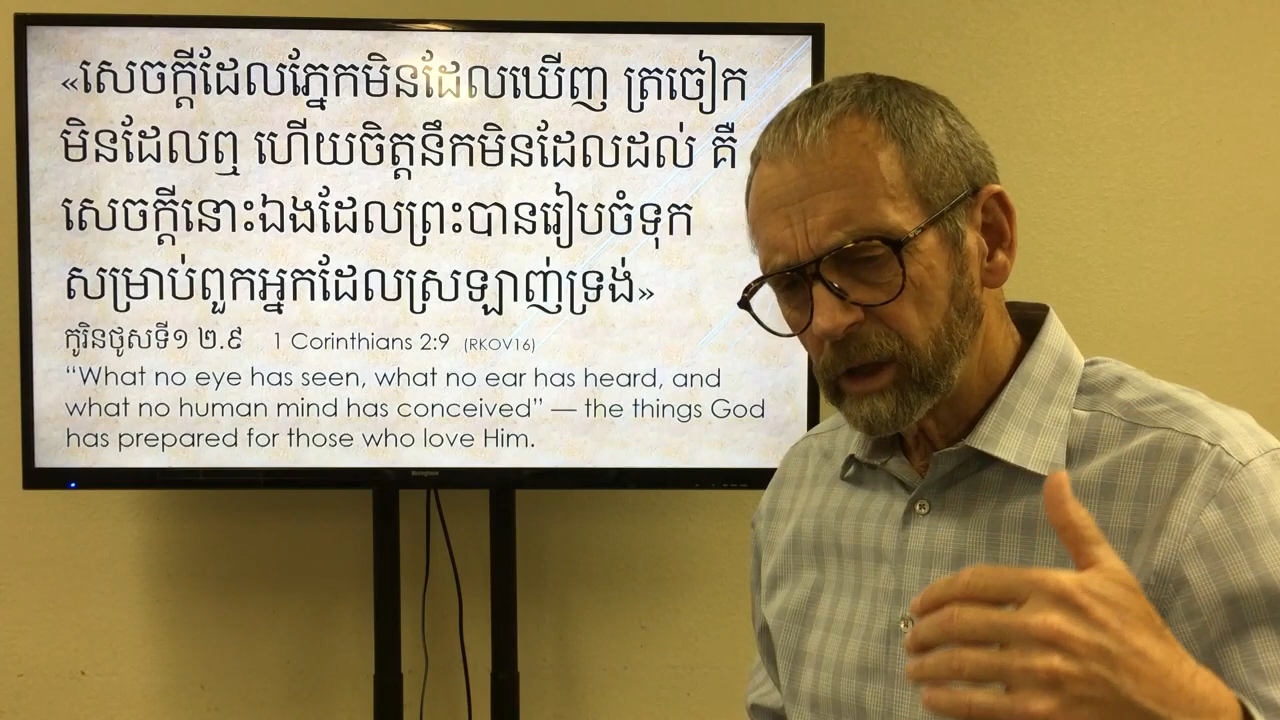 «សេចក្ដីដែលភ្នែកមិនដែលឃើញ ត្រចៀក
មិនដែលឮ ហើយចិត្តនឹកមិនដែលដល់ គឺ
សេចក្ដីនោះឯងដែលព្រះបានរៀបចំទុក
សម្រាប់ពួកអ្នកដែលស្រឡាញ់ទ្រង់»
កូរិនថូសទី១ ២.៩ 1 Corinthians 2:9 (RKOV16)
“What no eye has seen, what no ear has heard, and
what no human mind has conceived” — the things God
has prepared for those who love Him.
Westinghouse